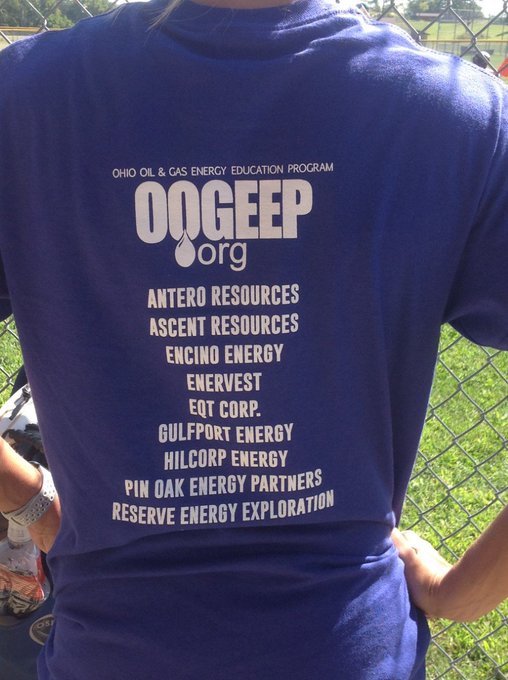 OHIO OIL & GAS ENERGY EDUCATION PROGRAM
OOGEEP
org
ANTERO RESOURCES
ASCENT RESOURCES
ENCINO ENERGY
ENERVEST
EQT CORP.
GULFPORT ENERGY
HILCORP ENERGY
PIN OAK ENERGY PARTNERS
RESERVE ENERGY EXPLORATION